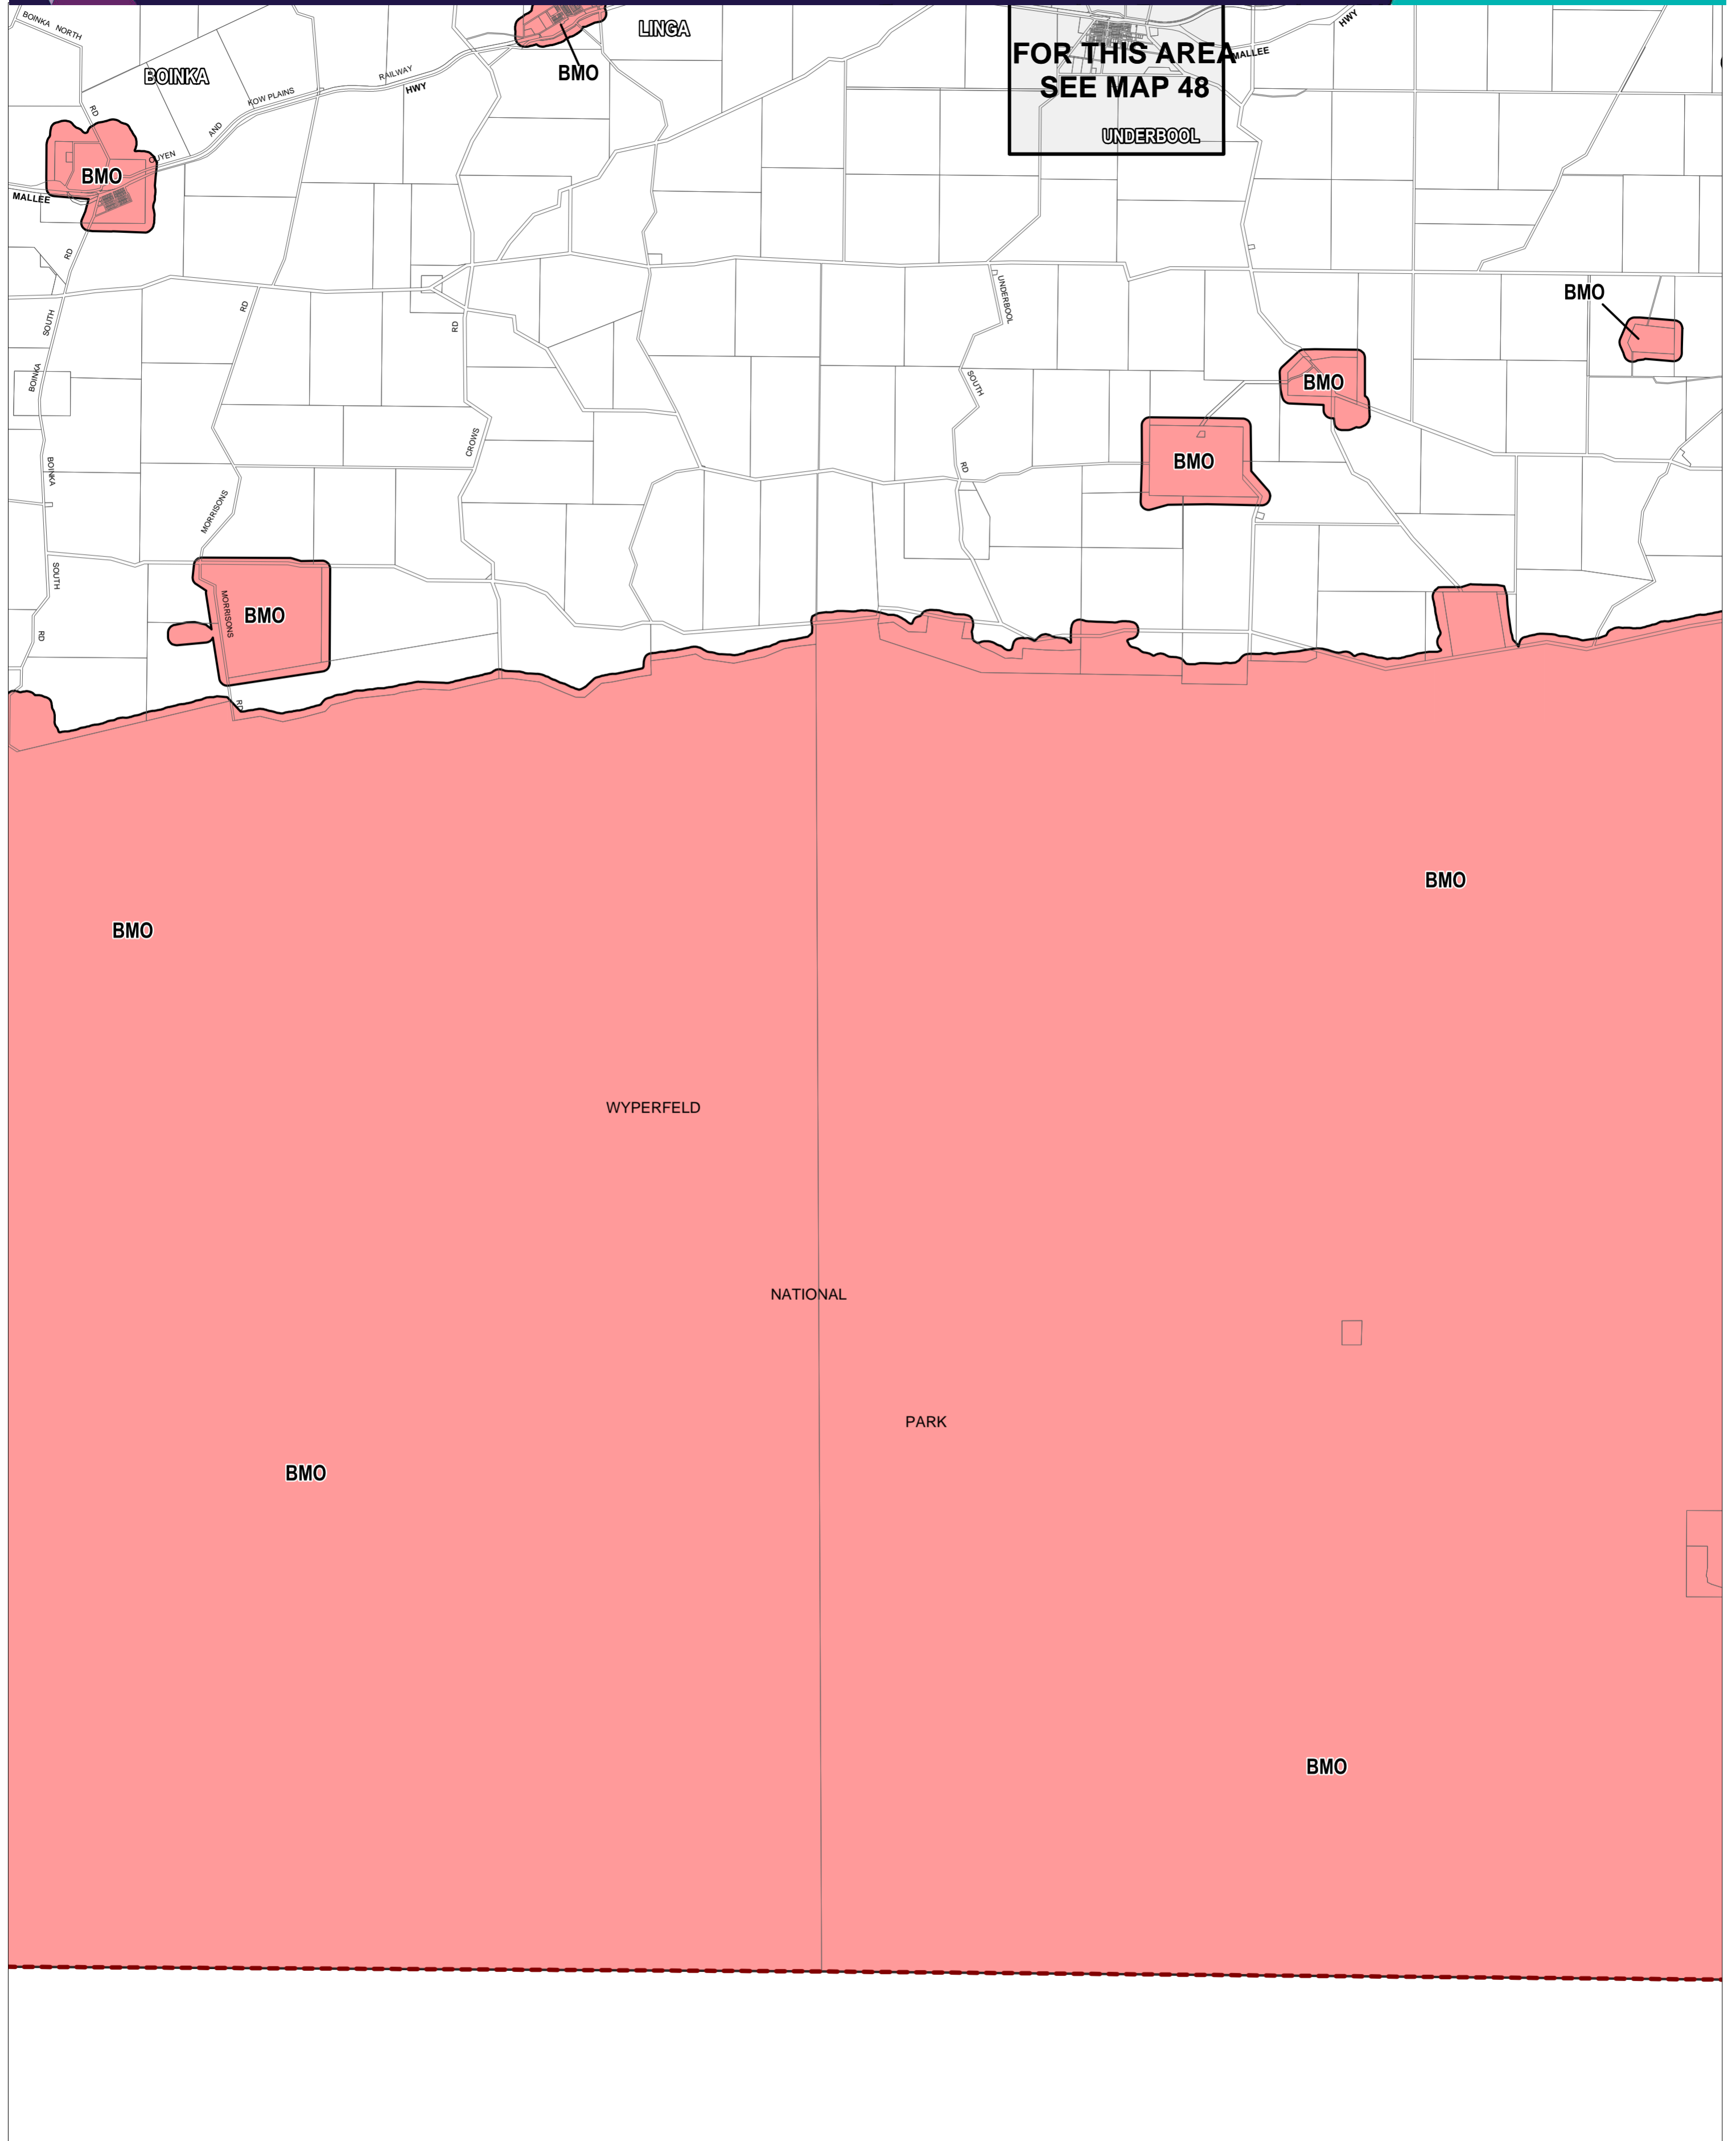 BOINKA NORTH
RD
BOINKA
LINGA
BMO
RAILWAY
HWY
KOW PLAINS
AND
OUYEN
FOR THIS AREA
SEE MAP 48
UNDERBOOL
MALLEE
HWY
BMO
MALLEE
RD
SOUTH
BOINKA
RD
RD
UNDERBOOL
SOUTH
RD
BMO
BMO
BMO
CROWS
MORRISONS
BOINKA
SOUTH
RD
BMO
MORRISONS
RD
BMO
BMO
WYPERFELD
NATIONAL
PARK
BMO
BMO